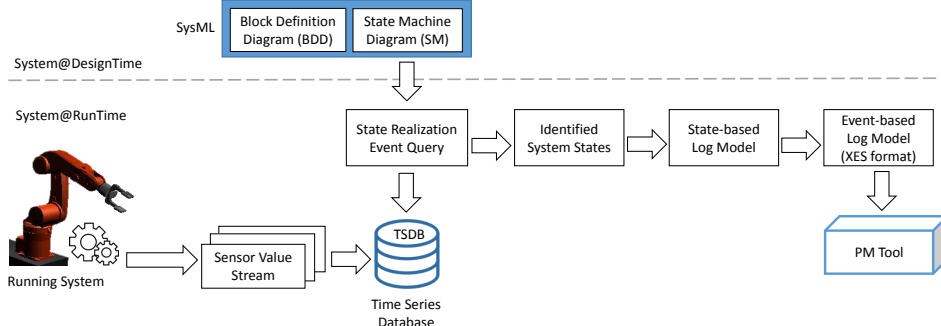 SysML
Block Definition
Diagram (BDD)
State Machine
Diagram (SM)
System@DesignTime
System@RunTime
State Realization
Event Query
Identified
System States
State-based
Log Model
Event-based
Log Model
(XES format)
TSDB
Sensor Value
Stream
PM Tool
Running System
Time Series
Database